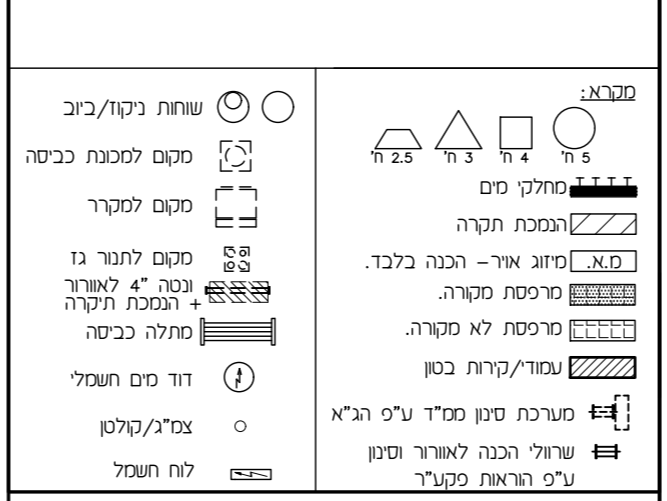 מקרא:
5 ח'
4 ח'
3 ח'
2.5 ח'
מחלקי מים
הנמכת תקרה
מ.א. מיזוג אויר- הכנה בלבד.
מרפסת מקורה.
מרפסת לא מקורה.
עמודי/קירות בטון
מערכת סינון ממ"ד ע"פ הג"א
שרוולי הכנה לאוורור וסינון
ע"פ הוראות פקע"ר
שוחות ניקוז/ביוב
מקום למכונת כביסה
מקום למקרר
מקום לתנור גז
ונטה 4" לאוורור
+ הנמכת תיקרה
מתלה כביסה
דוד מים חשמלי
צמ"ג/קולטן
לוח חשמל